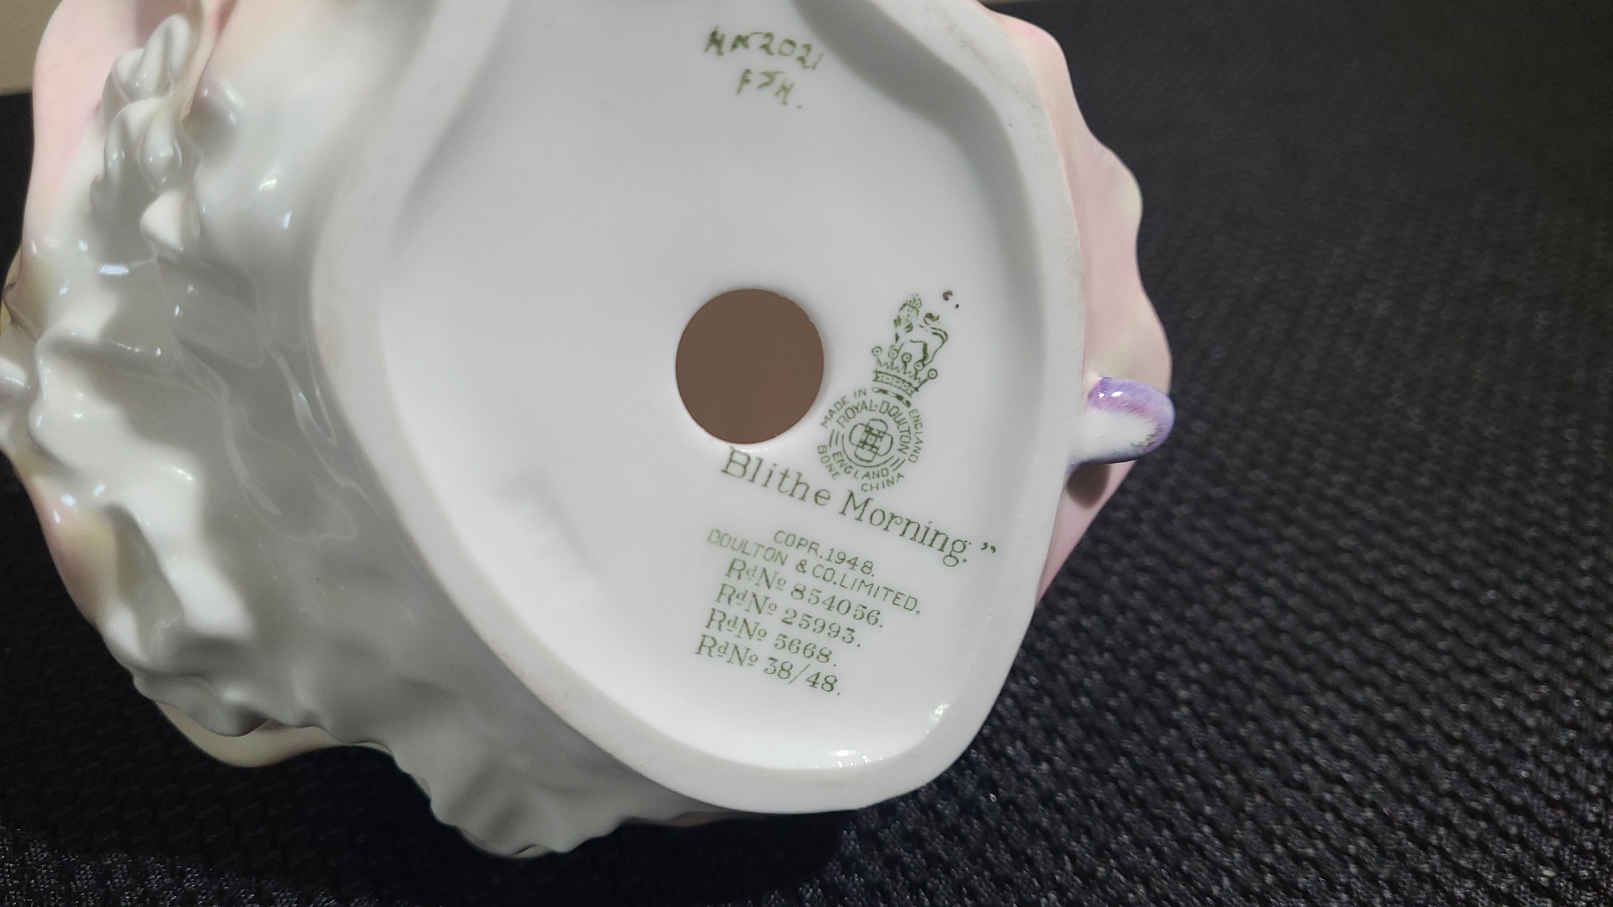 HN2021
FJH.
MADE IN ENGLAND
ROYAL·DOULTON
ENGLAND
BONE CHINA
Blithe Morning.”
COPR.1948.
DOULTON & CO.LIMITED.
RdNo 854056.
RdNo 25993.
RdNo 5668.
RdNo 38/48.